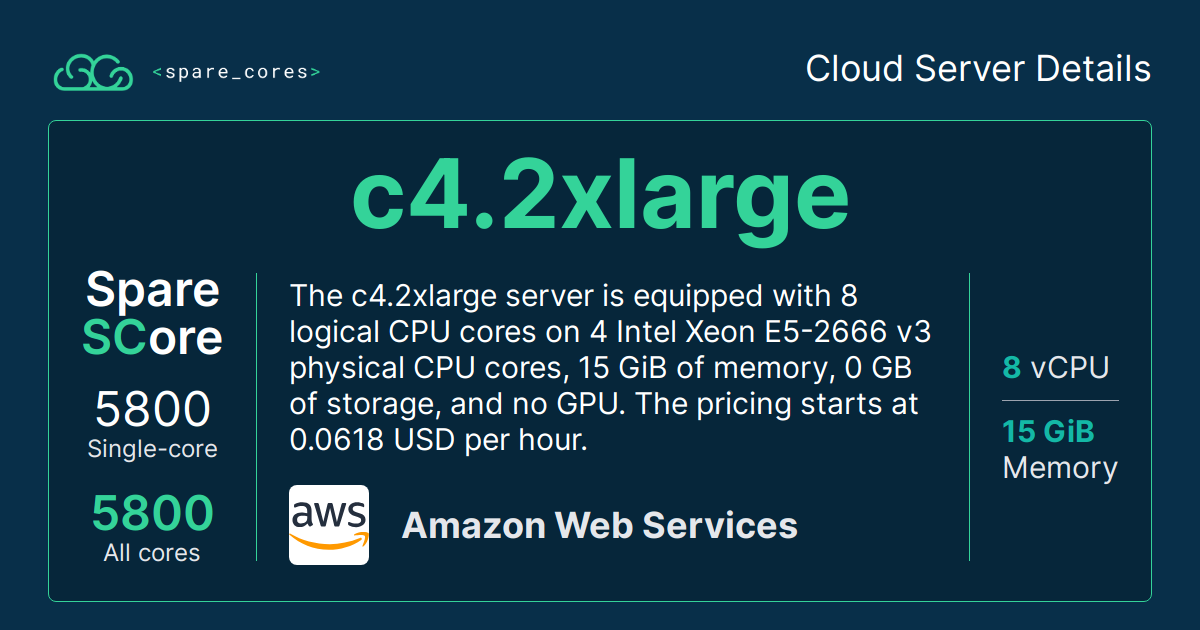 <spare_cores>
Cloud Server Details
c4.2xlarge
Spare
SCore
5800
Single-core
5800
All cores
The c4.2xlarge server is equipped with 8
logical CPU cores on 4 Intel Xeon E5-2666 v3
physical CPU cores, 15 GiB of memory, 0 GB
of storage, and no GPU. The pricing starts at
0.0618 USD per hour.
aws
Amazon Web Services
8 vCPU
15 GiB
Memory